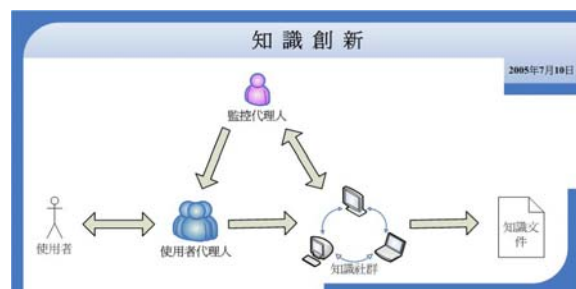 知識創新
2005年7月10日
監控代理人
使用者
使用者代理人
知識社群
知識文
件